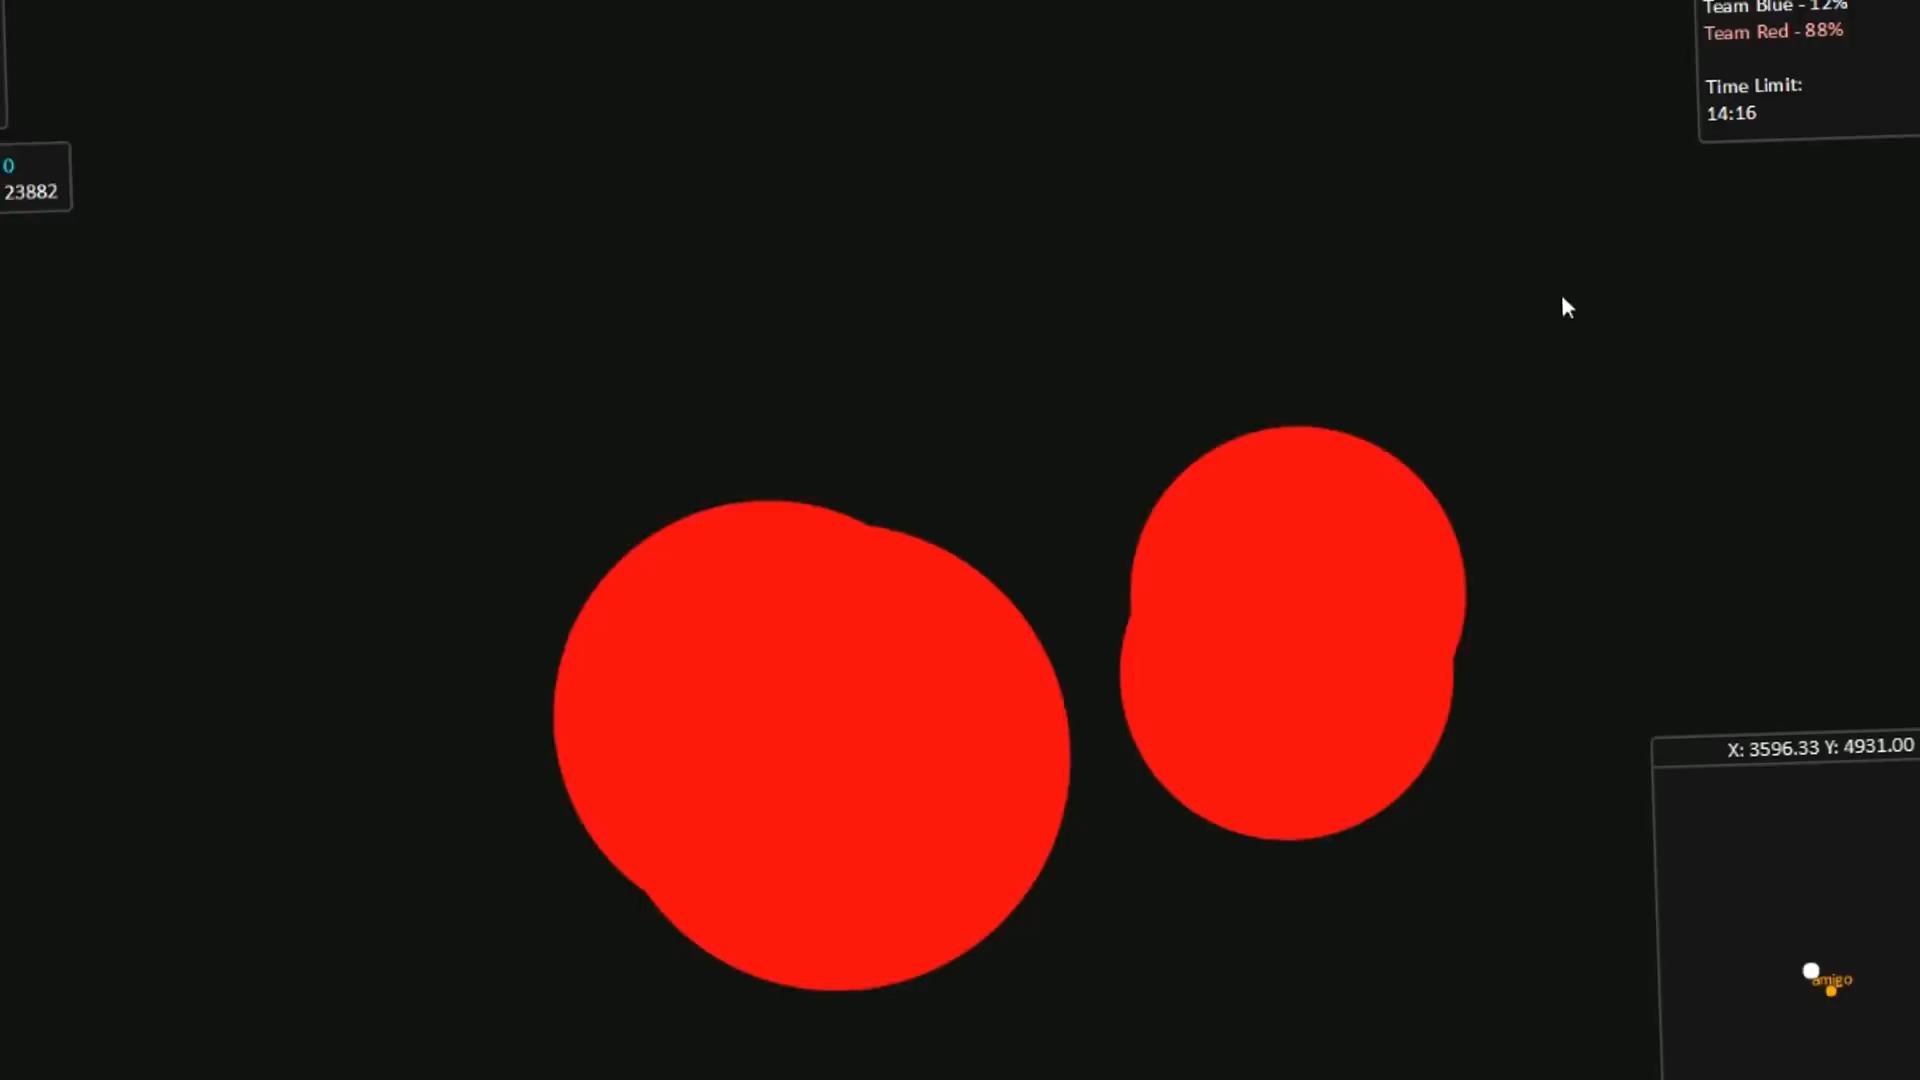 Team Blue - 12%
Team Red - 88%
Time Limit:
14:16
0
23882
X: 3596.33 Y: 4931.00
amigo